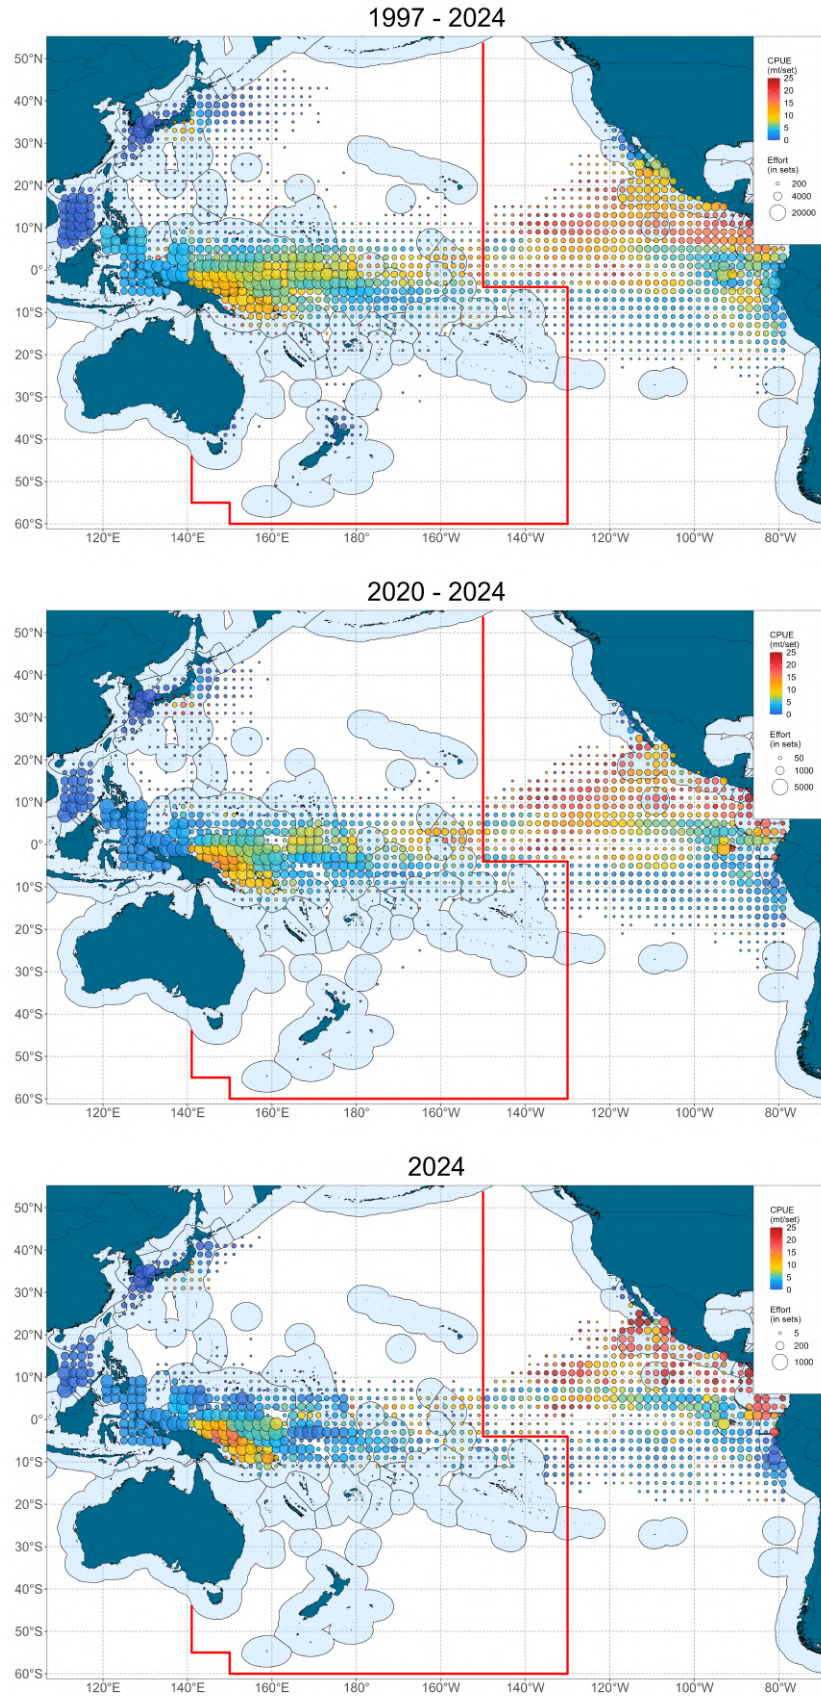 1997 - 2024
50°N
40°N
30°N
20°N
10°N
0°
10°S
20°S
30°S
40°S
50°S
60°S
120°E 140°E 160°E 180° 160°W 140°W 120°W 100°W 80°W
CPUE
(mt/set)
25
20
15
10
5
0
Effort
(in sets)
200
4000
20000
2020 - 2024
50°N
40°N
30°N
20°N
10°N
0°
10°S
20°S
30°S
40°S
50°S
60°S
120°E 140°E 160°E 180° 160°W 140°W 120°W 100°W 80°W
CPUE
(mt/set)
25
20
15
10
5
0
Effort
(in sets)
50
1000
5000
2024
50°N
40°N
30°N
20°N
10°N
0°
10°S
20°S
30°S
40°S
50°S
60°S
120°E 140°E 160°E 180° 160°W 140°W 120°W 100°W 80°W
CPUE
(mt/set)
25
20
15
10
5
0
Effort
(in sets)
5
200
1000